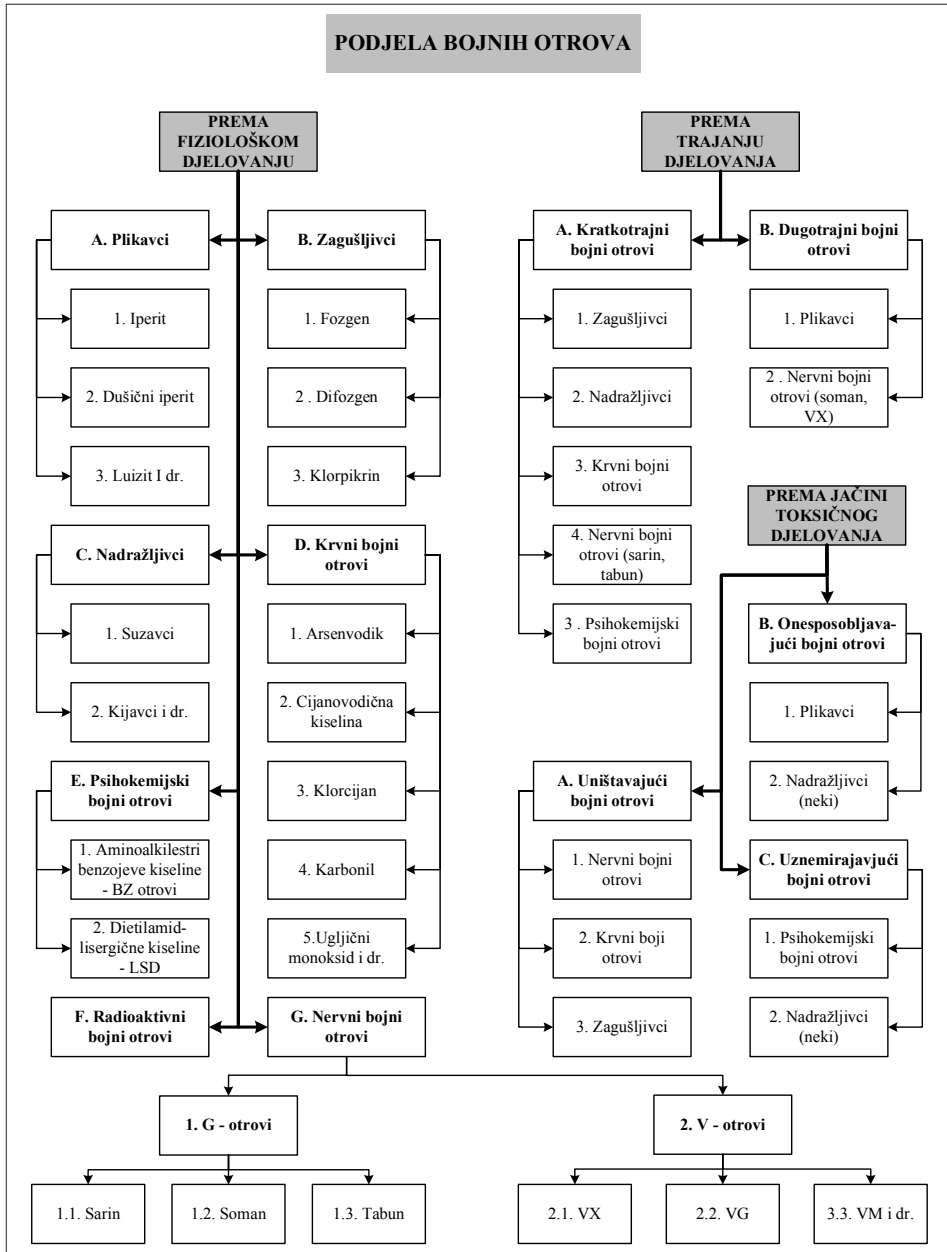 PODJELA BOJNIH OTROVA
PREMA
FIZIOLOŠKOM
DJELOVANJU
A. Plikavci
1. Iperit
2. Dušični iperit
3. Luizit I dr.
B. Zagušljivci
1. Fozgen
2 . Difozgen
3. Klorpikrin
C. Nadražljivci
1. Suzavci
2. Kijavci i dr.
D. Krvni bojni
otrovi
1. Arsenvodik
2. Cijanovodična
kiselina
3. Klorcijan
4. Karbonil
5.Ugljični
monoksid i dr.
E. Psihokemijski
bojni otrovi
1. Aminoalkilestri
benzojeve kiseline
- BZ otrovi
2. Dietilamid-
lisergične kiseline
- LSD
F. Radioaktivni
bojni otrovi
G. Nervni bojni
otrovi
1. G - otrovi
1.1. Sarin
1.2. Soman
1.3. Tabun
2. V - otrovi
2.1. VX
2.2. VG
3.3. VM i dr.
PREMA
TRAJANJU
DJELOVANJA
A. Kratkotrajni
bojni otrovi
1. Zagušljivci
2. Nadražljivci
3. Krvni bojni
otrovi
4. Nervni bojni
otrovi (sarin,
tabun)
3 . Psihokemijski
bojni otrovi
B. Dugotrajni bojni
otrovi
1. Plikavci
2 . Nervni bojni
otrovi (soman,
VX)
PREMA JAČINI
TOKSIČNOG
DJELOVANJA
A. Uništavajući
bojni otrovi
1. Nervni bojni
otrovi
2. Krvni boji
otrovi
3. Zagušljivci
B. Onesposobljava-
jući bojni otrovi
1. Plikavci
2. Nadražljivci
(neki)
C. Uznemirajavjući
bojni otrovi
1. Psihokemijski
bojni otrovi
2. Nadražljivci
(neki)